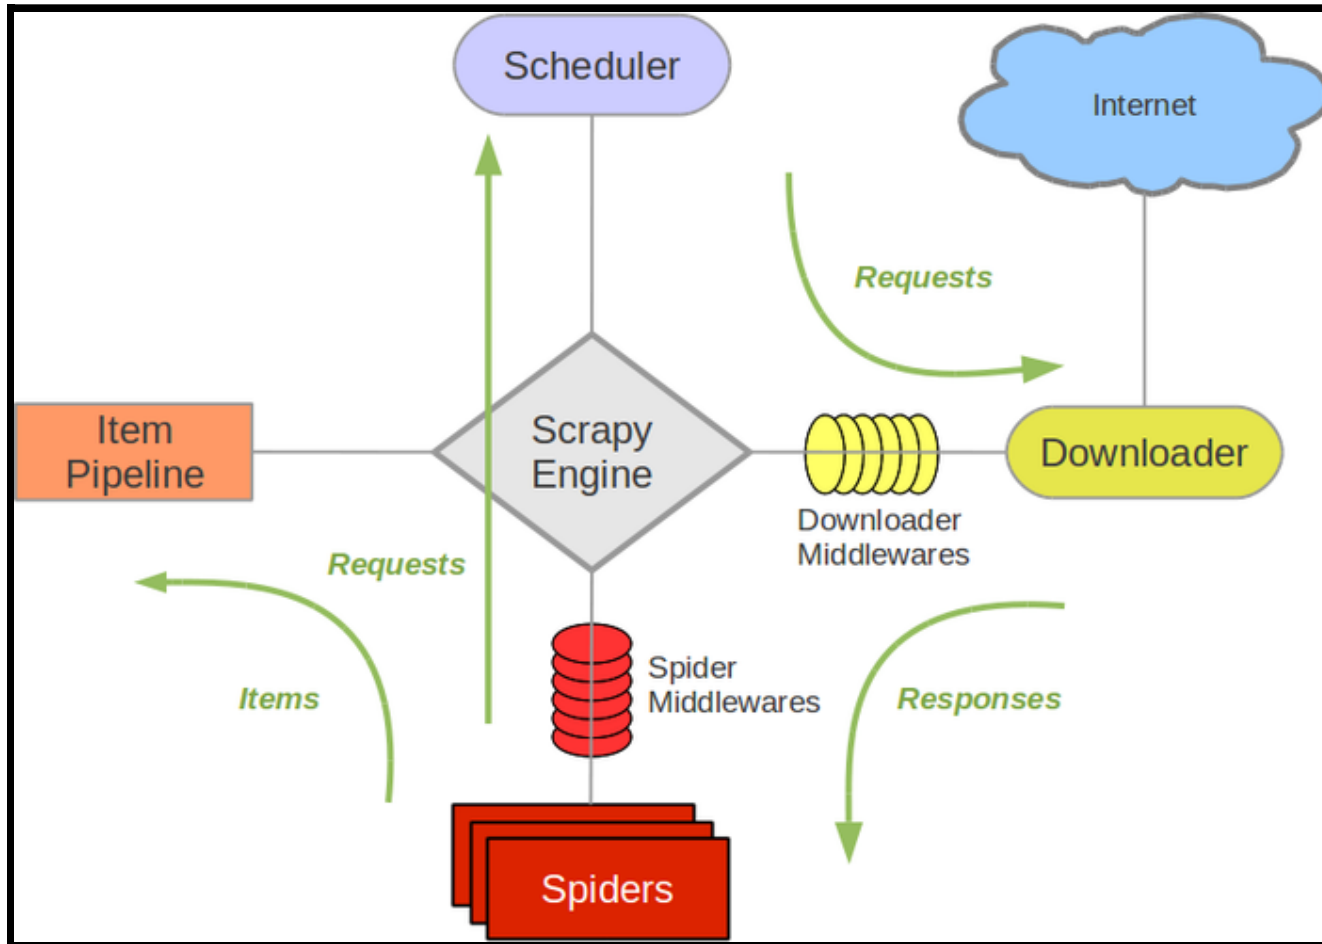 Scheduler
Internet
Requests
Item
Pipeline
Scrapy
Engine
Downloader
Downloader
Middlewares
Requests
Items
Spider
Middlewares
Responses
Spiders